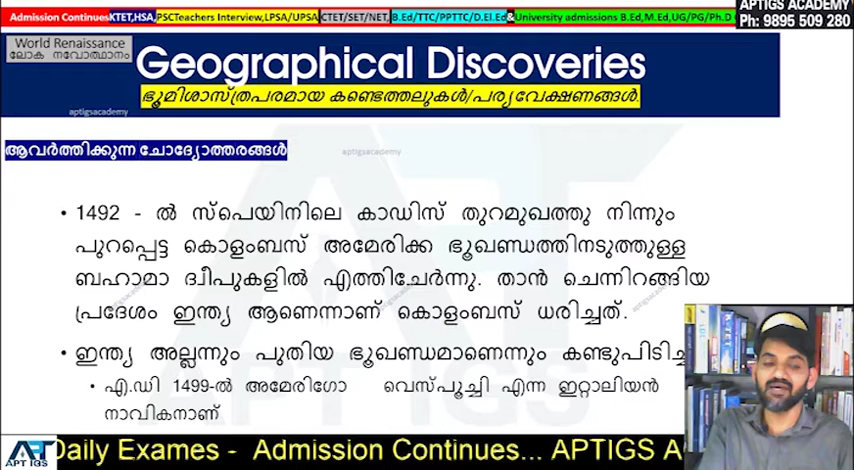 Admission Continues KTET,HSA, PSCTeachers Interview,LPSA/UPSA CTET/SET/NET, B.Ed/TTC/PPTTC/D.El.Ed & University admissions B.Ed,M.Ed,UG/PG/Ph.D
APTIGS ACADEMY
Ph: 9895 509 280
World Renaissance
ലോക നവോത്ഥാനം
Geographical Discoveries
ഭൂമിശാസ്ത്രപരമായ കണ്ടെത്തലുകൾ/പര്യവേക്ഷണങ്ങൾ.
aptigsacademy
ആവർത്തിക്കുന്ന ചോദ്യോത്തരങ്ങൾ
aptigsacademy
• 1492 - ൽ സ്പെയിനിലെ കാഡിസ് തുറമുഖത്തു നിന്നും
പുറപ്പെട്ട കൊളംബസ് അമേരിക്ക ഭൂഖണ്ഡത്തിനടുത്തുള്ള
ബഹാമാ ദ്വീപുകളിൽ എത്തിചേർന്നു. താൻ ചെന്നിറങ്ങിയ
പ്രദേശം ഇന്ത്യ ആണെന്നാണ് കൊളംബസ് ധരിച്ചത്.
• ഇന്ത്യ അല്ലന്നും പുതിയ ഭൂഖണ്ഡമാണെന്നും കണ്ടുപിടിച്ച
• എ.ഡി 1499-ൽ അമേരിഗോ വെസ്പൂച്ചി എന്ന ഇറ്റാലിയൻ
നാവികനാണ്
APT IGS
Daily Exames - Admission Continues... APTIGS A
APT IGS